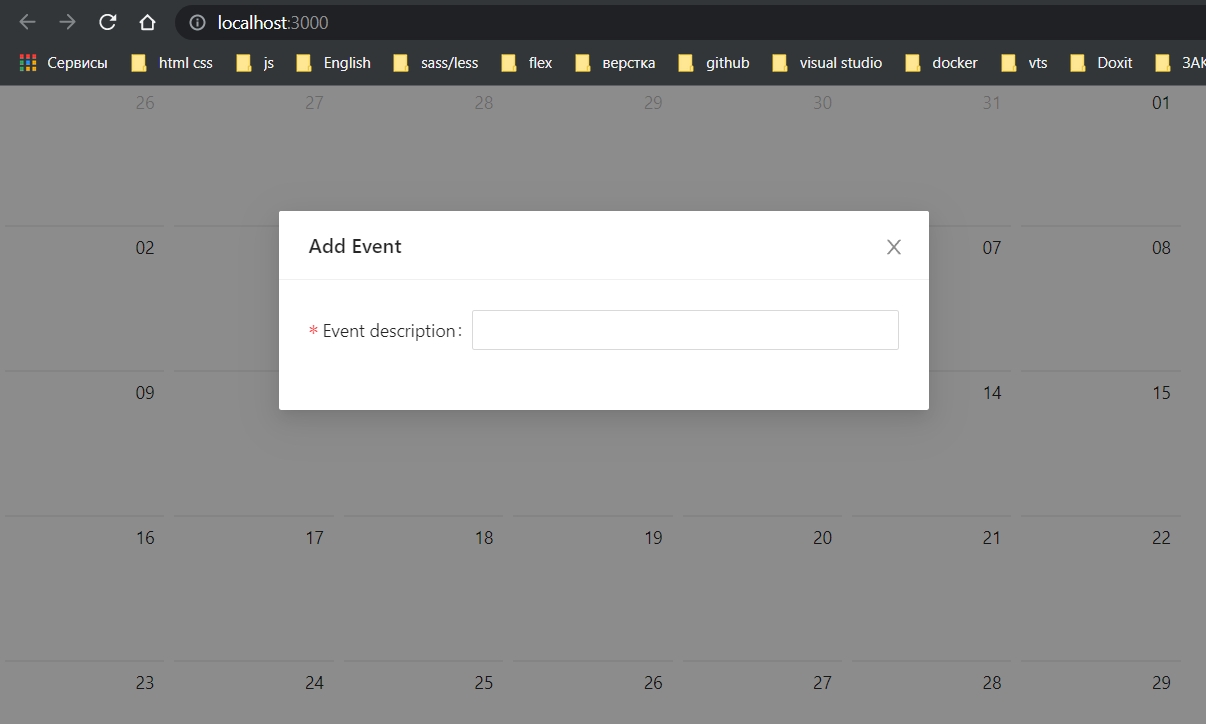 localhost:3000
Сервисы html css js English sass/less flex верстка github visual studio docker vts Doxit ЗАК
26 27 28 29 30 31 01
Add Event
02 07 08
* Event description:
09 14 15
16 17 18 19 20 21 22
23 24 25 26 27 28 29